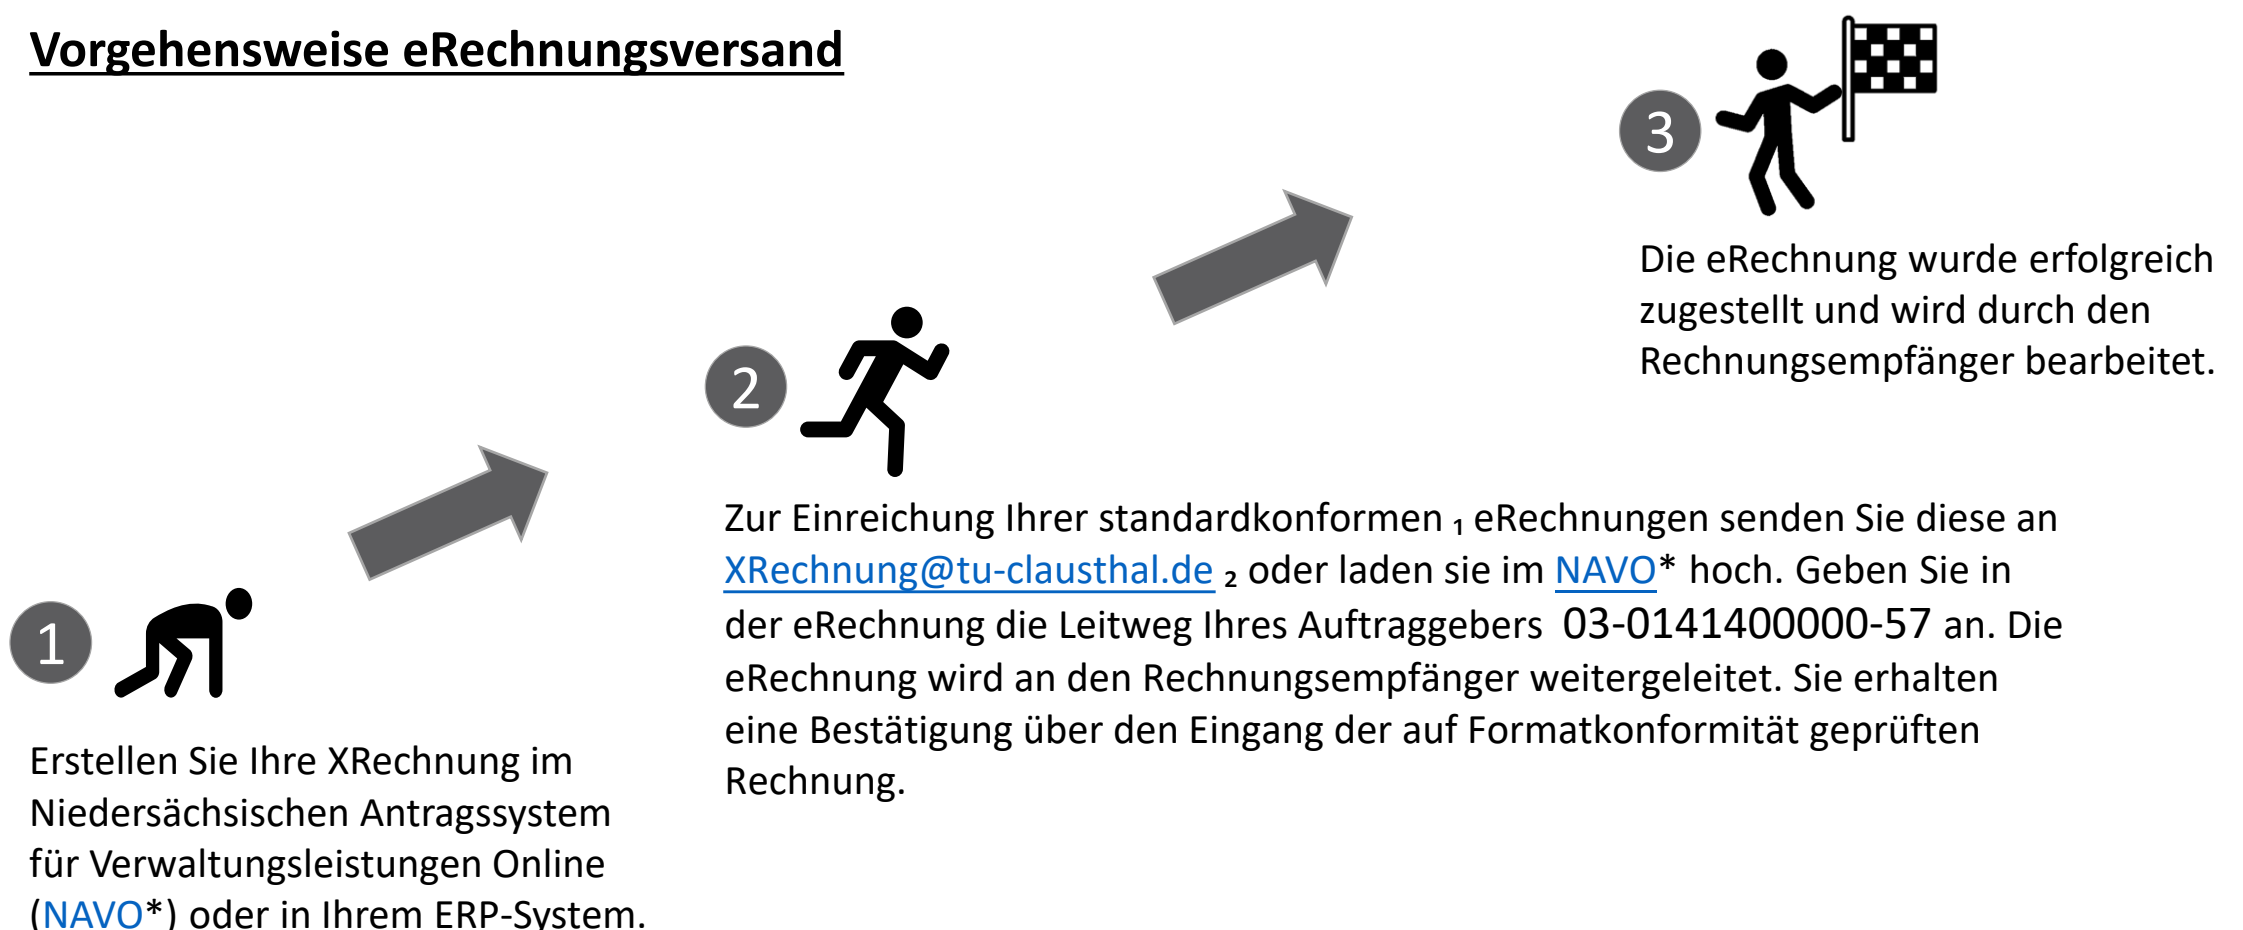 Vorgehensweise eRechnungsversand
1
Erstellen Sie Ihre XRechnung im
Niedersächsischen Antragssystem
für Verwaltungsleistungen Online
(NAVO*) oder in Ihrem ERP-System.
2
Zur Einreichung Ihrer standardkonformen ₁ eRechnungen senden Sie diese an
XRechnung@tu-clausthal.de ₂ oder laden sie im NAVO* hoch. Geben Sie in
der eRechnung die Leitweg Ihres Auftraggebers 03-0141400000-57 an. Die
eRechnung wird an den Rechnungsempfänger weitergeleitet. Sie erhalten
eine Bestätigung über den Eingang der auf Formatkonformität geprüften
Rechnung.
3
Die eRechnung wurde erfolgreich
zugestellt und wird durch den
Rechnungsempfänger bearbeitet.